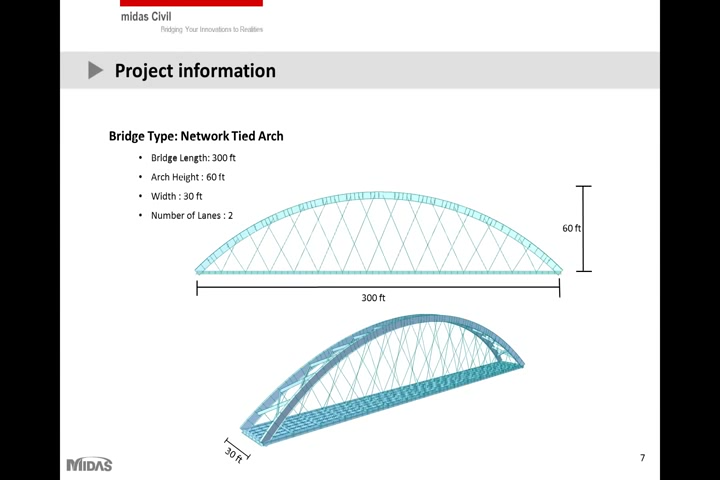 midas Civil
Bridging Your Innovations to Realities
Project information
Bridge Type: Network Tied Arch
• Bridge Length: 300 ft
• Arch Height : 60 ft
• Width : 30 ft
• Number of Lanes : 2
60 ft
300 ft
30 ft
MIDAS
7